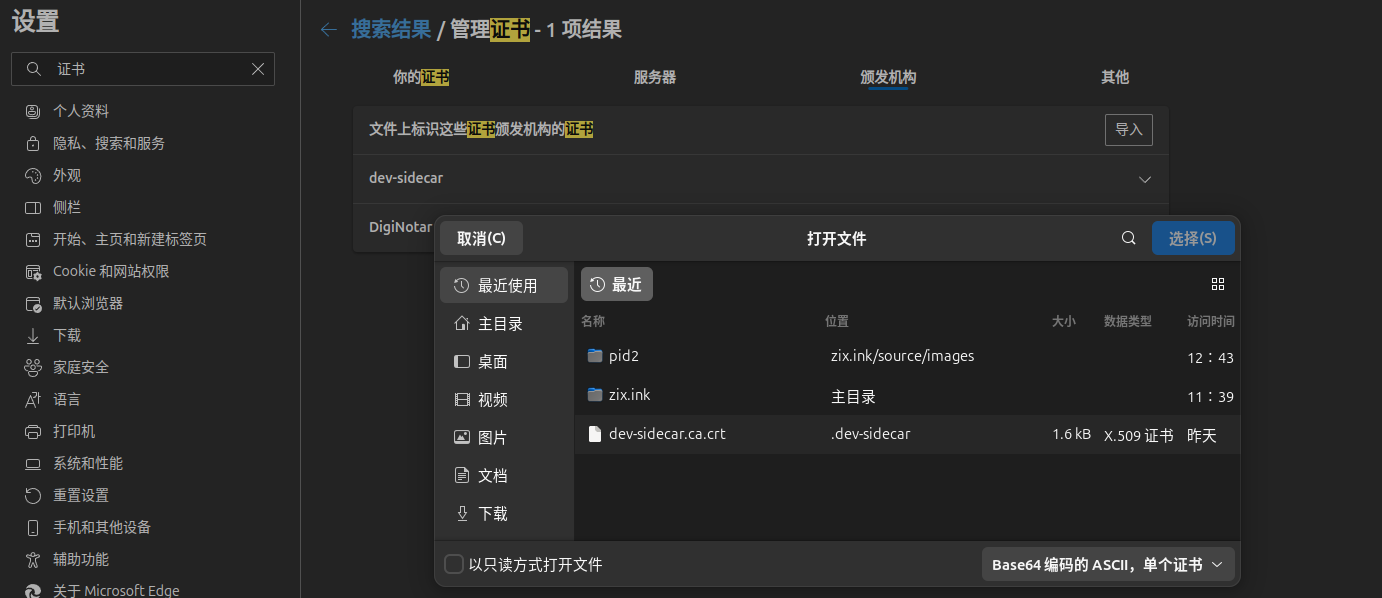 设置
证书
个人资料
隐私、搜索和服务
外观
侧栏
开始、主页和新建标签页
Cookie 和网站权限
默认浏览器
下载
家庭安全
语言
打印机
系统和性能
重置设置
手机和其他设备
辅助功能
关于 Microsoft Edge
搜索结果 / 管理证书 - 1 项结果
你的证书 服务器 颁发机构 其他
文件上标识这些证书颁发机构的证书 导入
dev-sidecar
DigiNotar
取消(C) 打开文件 选择(S)
最近使用
主目录
桌面
视频
图片
文档
下载
最近
名称 位置 大小 数据类型 访问时间
pid2 zix.ink/source/images 12：43
zix.ink 主目录 11：39
dev-sidecar.ca.crt .dev-sidecar 1.6 kB X.509 证书 昨天
以只读方式打开文件 Base64 编码的 ASCII，单个证书